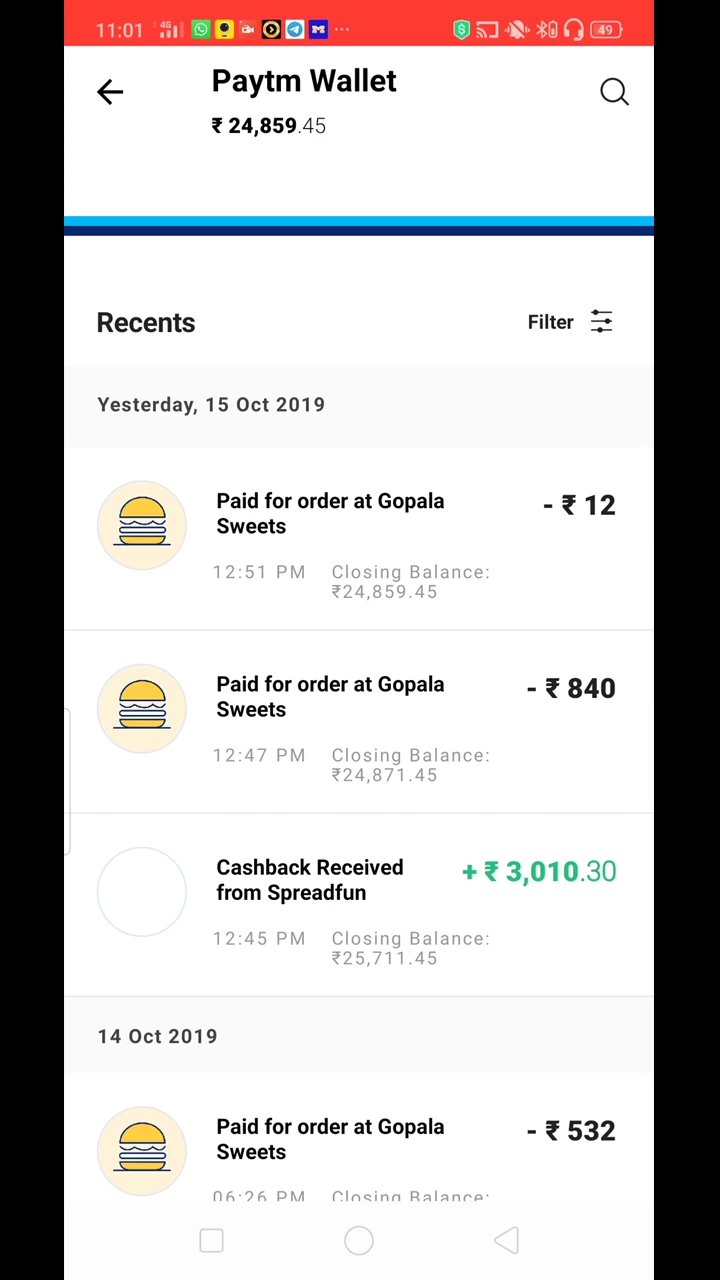 11:01 4G 49
Paytm Wallet
₹ 24,859.45
Recents
Filter
Yesterday, 15 Oct 2019
Paid for order at Gopala
Sweets
- ₹ 12
12:51 PM
Closing Balance:
₹24,859.45
Paid for order at Gopala
Sweets
- ₹ 840
12:47 PM
Closing Balance:
₹24,871.45
Cashback Received
from Spreadfun
+ ₹ 3,010.30
12:45 PM
Closing Balance:
₹25,711.45
14 Oct 2019
Paid for order at Gopala
Sweets
- ₹ 532
06:26 PM
Closing Balance: